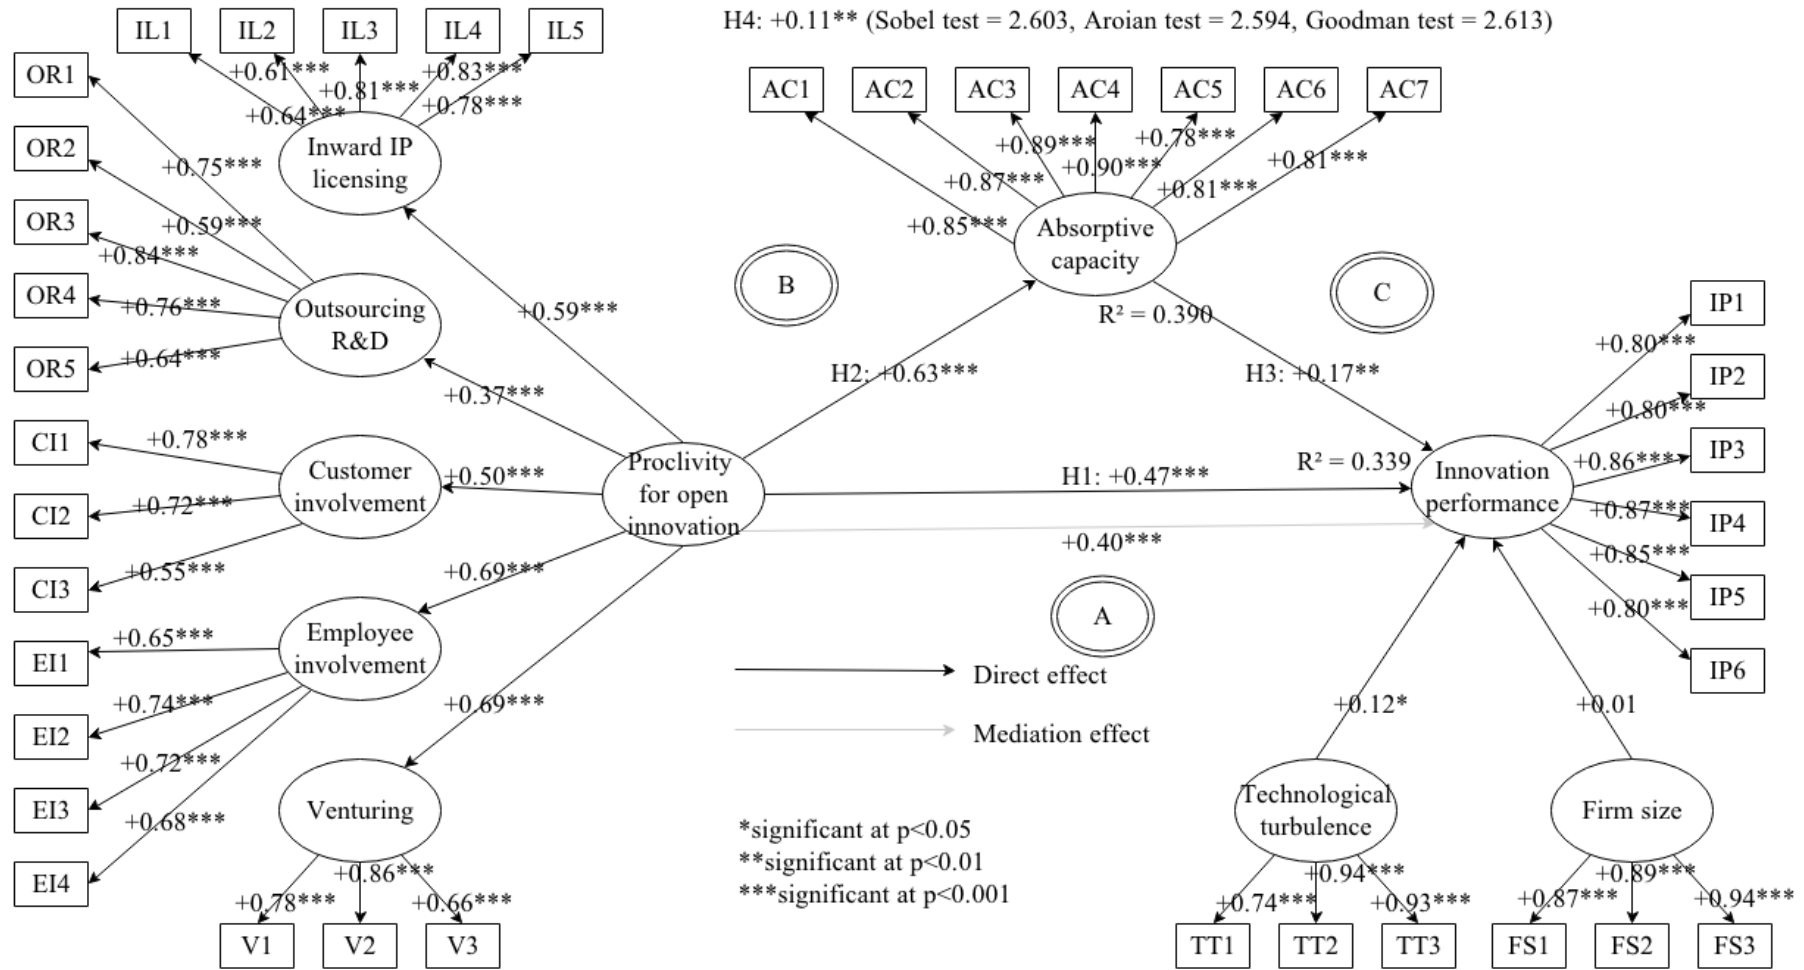 H4: +0.11** (Sobel test = 2.603, Aroian test = 2.594, Goodman test = 2.613)
IL1
IL2
IL3
IL4
IL5
OR1
OR2
OR3
OR4
OR5
CI1
CI2
CI3
EI1
EI2
EI3
EI4
+0.64***
+0.61***
+0.81***
+0.83***
+0.78***
Inward IP
licensing
+0.75***
+0.59***
+0.84***
+0.76***
+0.64***
Outsourcing
R&D
+0.78***
+0.72***
+0.55***
Customer
involvement
+0.65***
+0.74***
+0.72***
+0.68***
Employee
involvement
Venturing
+0.78***
+0.86***
+0.66***
V1
V2
V3
+0.59***
+0.37***
+0.50***
+0.69***
+0.69***
Proclivity
for open
innovation
AC1
AC2
AC3
AC4
AC5
AC6
AC7
+0.85***
+0.87***
+0.89***
+0.90***
+0.78***
+0.81***
+0.81***
Absorptive
capacity
R² = 0.390
B
C
H2: +0.63***
H3: +0.17**
H1: +0.47***
+0.40***
A
R² = 0.339
Innovation
performance
IP1
IP2
IP3
IP4
IP5
IP6
+0.80***
+0.80***
+0.86***
+0.87***
+0.85***
+0.80***
Direct effect
Mediation effect
*significant at p<0.05
**significant at p<0.01
***significant at p<0.001
+0.12*
+0.01
Technological
turbulence
Firm size
+0.74***
+0.94***
+0.93***
TT1
TT2
TT3
+0.87***
+0.89***
+0.94***
FS1
FS2
FS3